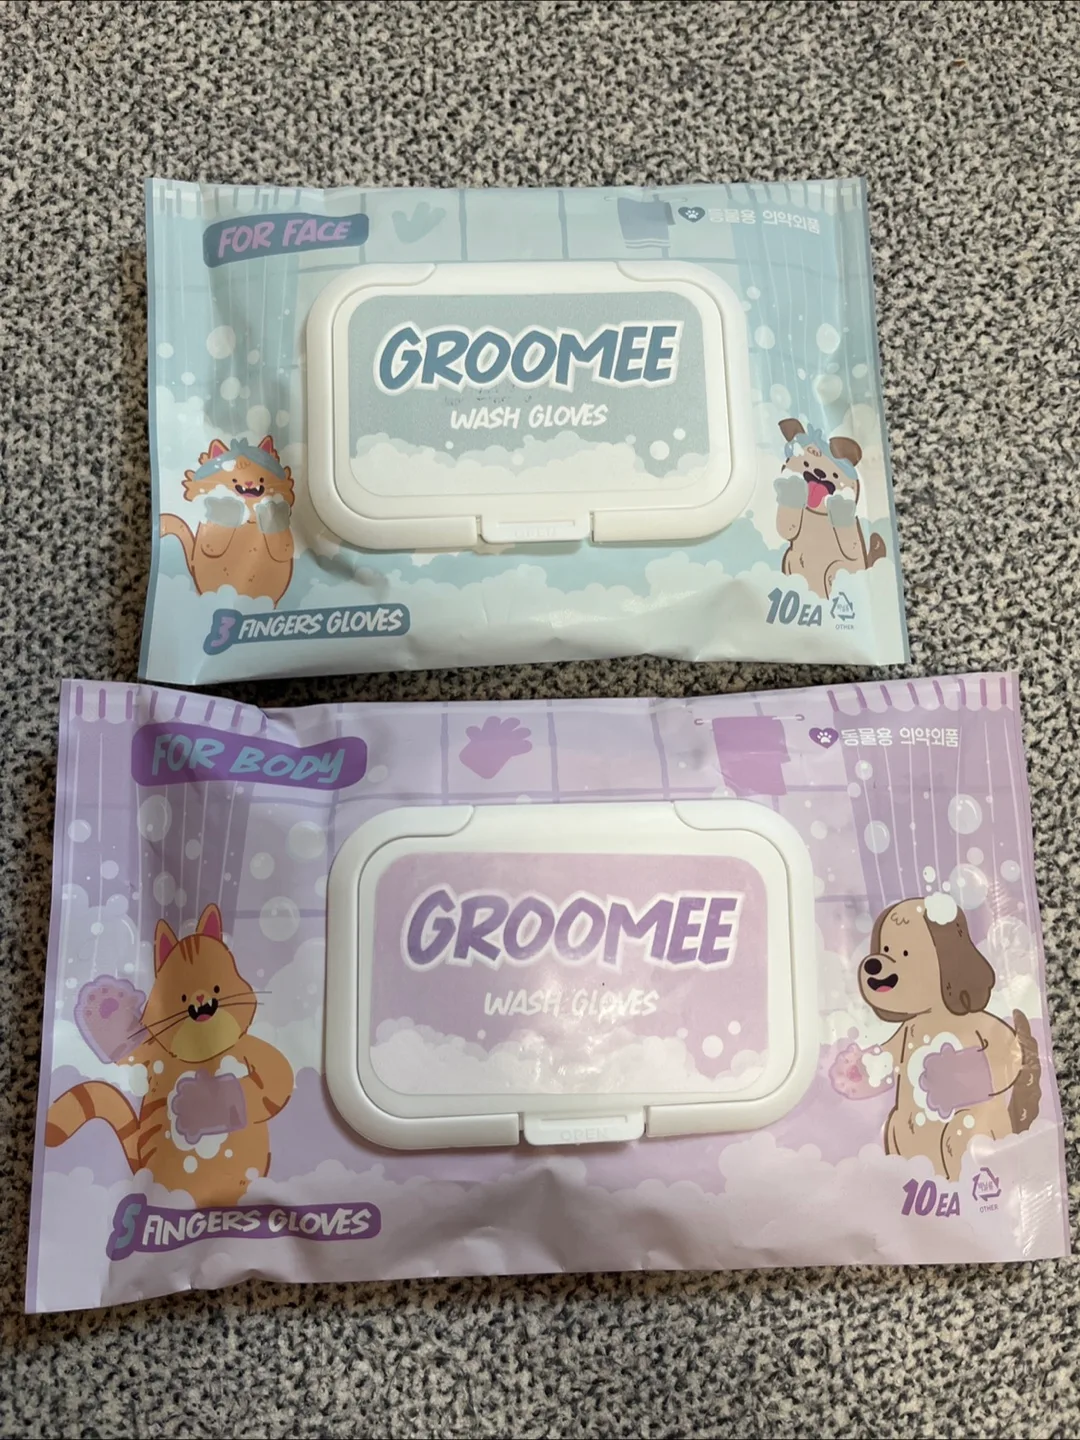 FOR FACE
동물용 의약외품
GROOMEE
WASH GLOVES
OPEN
3 FINGERS GLOVES
10EA
OTHER
FOR BODY
동물용 의약외품
GROOMEE
WASH GLOVES
OPEN
5 FINGERS GLOVES
10EA
OTHER